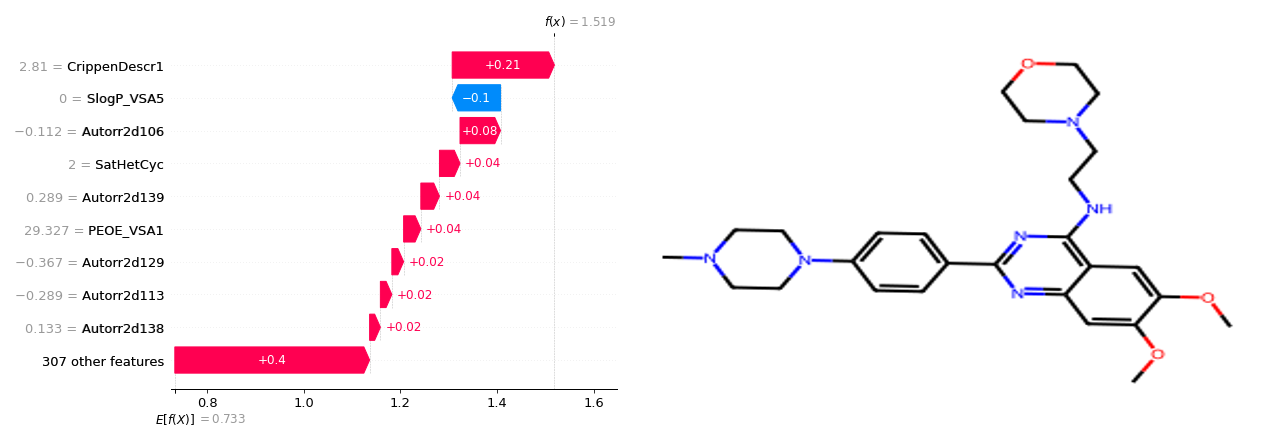 f(x) = 1.519
2.81 = CrippenDescr1
+0.21
0 = SlogP_VSA5
−0.1
−0.112 = Autorr2d106
+0.08
2 = SatHetCyc
+0.04
0.289 = Autorr2d139
+0.04
29.327 = PEOE_VSA1
+0.04
−0.367 = Autorr2d129
+0.02
−0.289 = Autorr2d113
+0.02
0.133 = Autorr2d138
+0.02
307 other features
+0.4
0.8 1.0 1.2 1.4 1.6
E[f(X)] = 0.733
O
N
NH
N
N
N
N
O
O